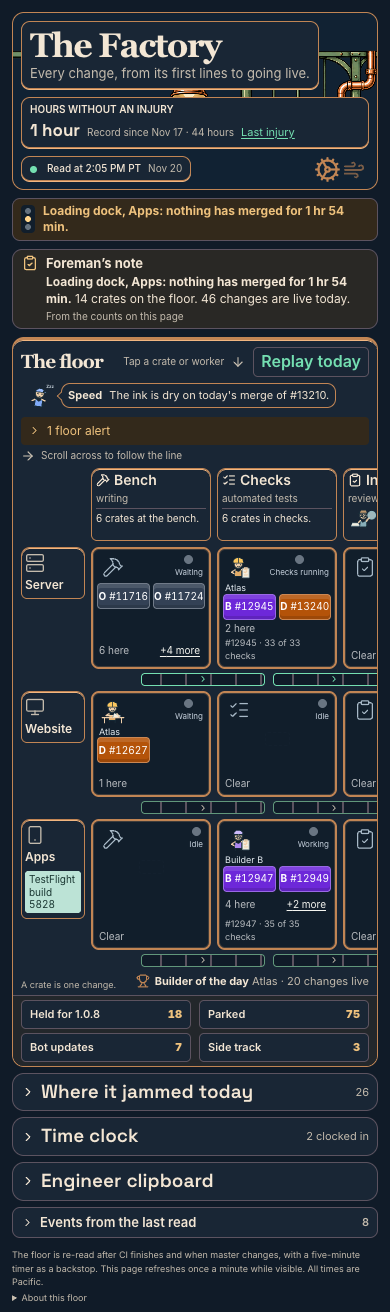 The Factory
Every change, from its first lines to going live.
HOURS WITHOUT AN INJURY
1 hour Record since Nov 17 · 44 hours Last injury
Read at 2:05 PM PT Nov 20
Loading dock, Apps: nothing has merged for 1 hr 54
min.
Foreman's note
Loading dock, Apps: nothing has merged for 1 hr 54
min. 14 crates on the floor. 46 changes are live today.
From the counts on this page
The floor
Tap a crate or worker ↓
Replay today
Speed The ink is dry on today's merge of #13210.
1 floor alert
→ Scroll across to follow the line
Bench
writing
6 crates at the bench.
Checks
automated tests
6 crates in checks.
In
review
Server
Waiting
O #11716
O #11724
6 here
+4 more
Checks running
Atlas
B #12945
D #13240
2 here
#12945 · 33 of 33
checks
Clear
Website
Waiting
Atlas
D #12627
1 here
Idle
Clear
Clear
Apps
TestFlight
build
5828
Idle
Clear
Working
Builder B
B #12947
B #12949
4 here
+2 more
#12947 · 35 of 35
checks
Clear
A crate is one change.
Builder of the day Atlas · 20 changes live
Held for 1.0.8 18
Parked 75
Bot updates 7
Side track 3
Where it jammed today 26
Time clock 2 clocked in
Engineer clipboard
Events from the last read 8
The floor is re-read after CI finishes and when master changes, with a five-minute
timer as a backstop. This page refreshes once a minute while visible. All times are
Pacific.
About this floor